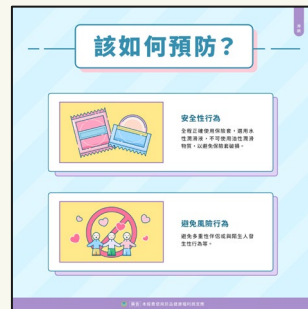 該如何預防？
安全性行為
全程正確使用保險套，選用水
性潤滑液，不可使用油性潤滑
物質，以避免保險套破損。
避免風險行為
避免多重性伴侶或與陌生人發
生性行為等。